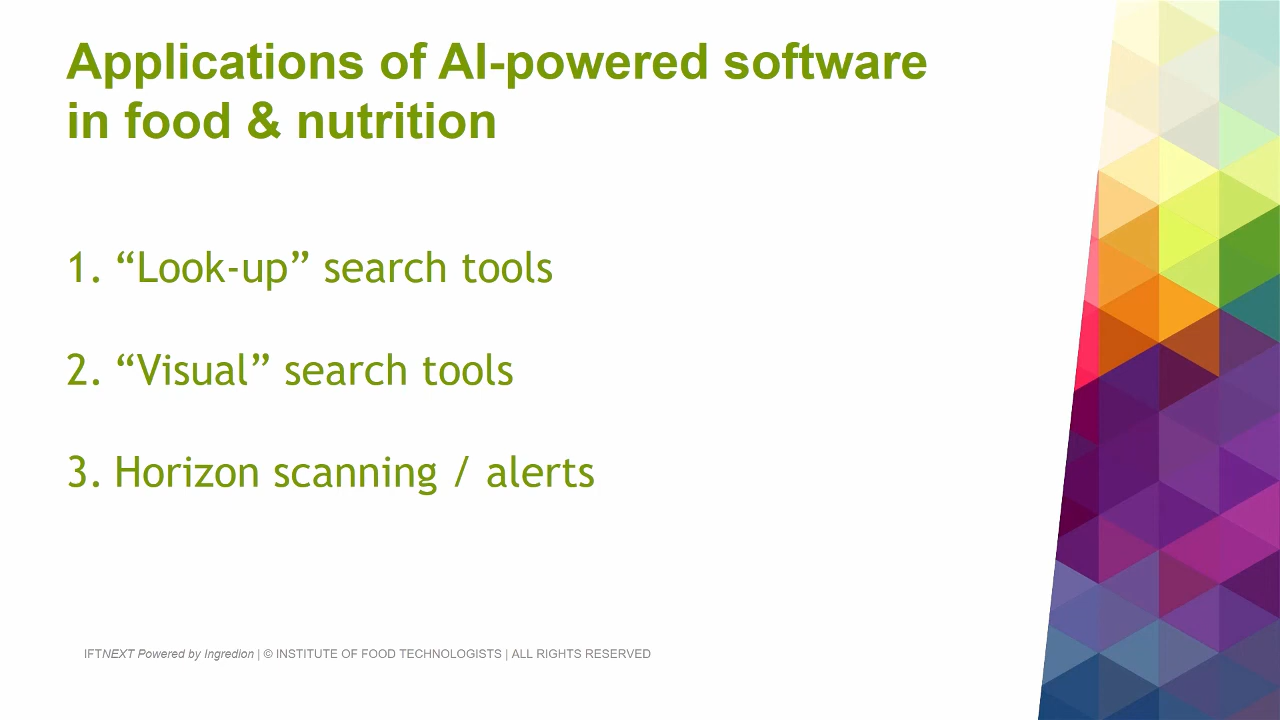 Applications of AI-powered software
in food & nutrition
1. “Look-up” search tools
2. “Visual” search tools
3. Horizon scanning / alerts
IFTNEXT Powered by Ingredion | © INSTITUTE OF FOOD TECHNOLOGISTS | ALL RIGHTS RESERVED